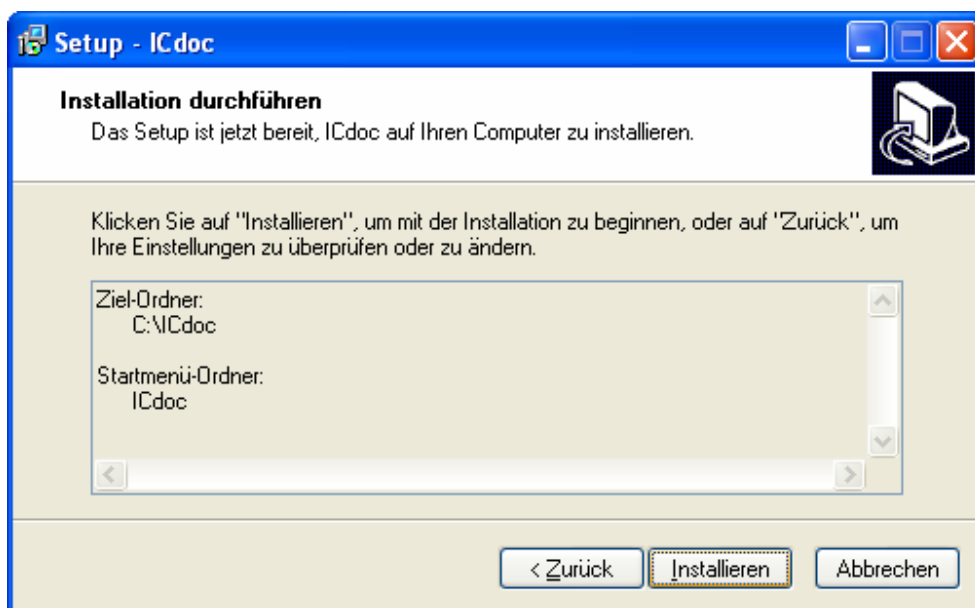 Setup - ICdoc
Installation durchführen
Das Setup ist jetzt bereit, ICdoc auf Ihren Computer zu installieren.
Klicken Sie auf "Installieren", um mit der Installation zu beginnen, oder auf "Zurück", um
Ihre Einstellungen zu überprüfen oder zu ändern.
Ziel-Ordner:
C:\ICdoc
Startmenü-Ordner:
ICdoc
< Zurück
Installieren
Abbrechen